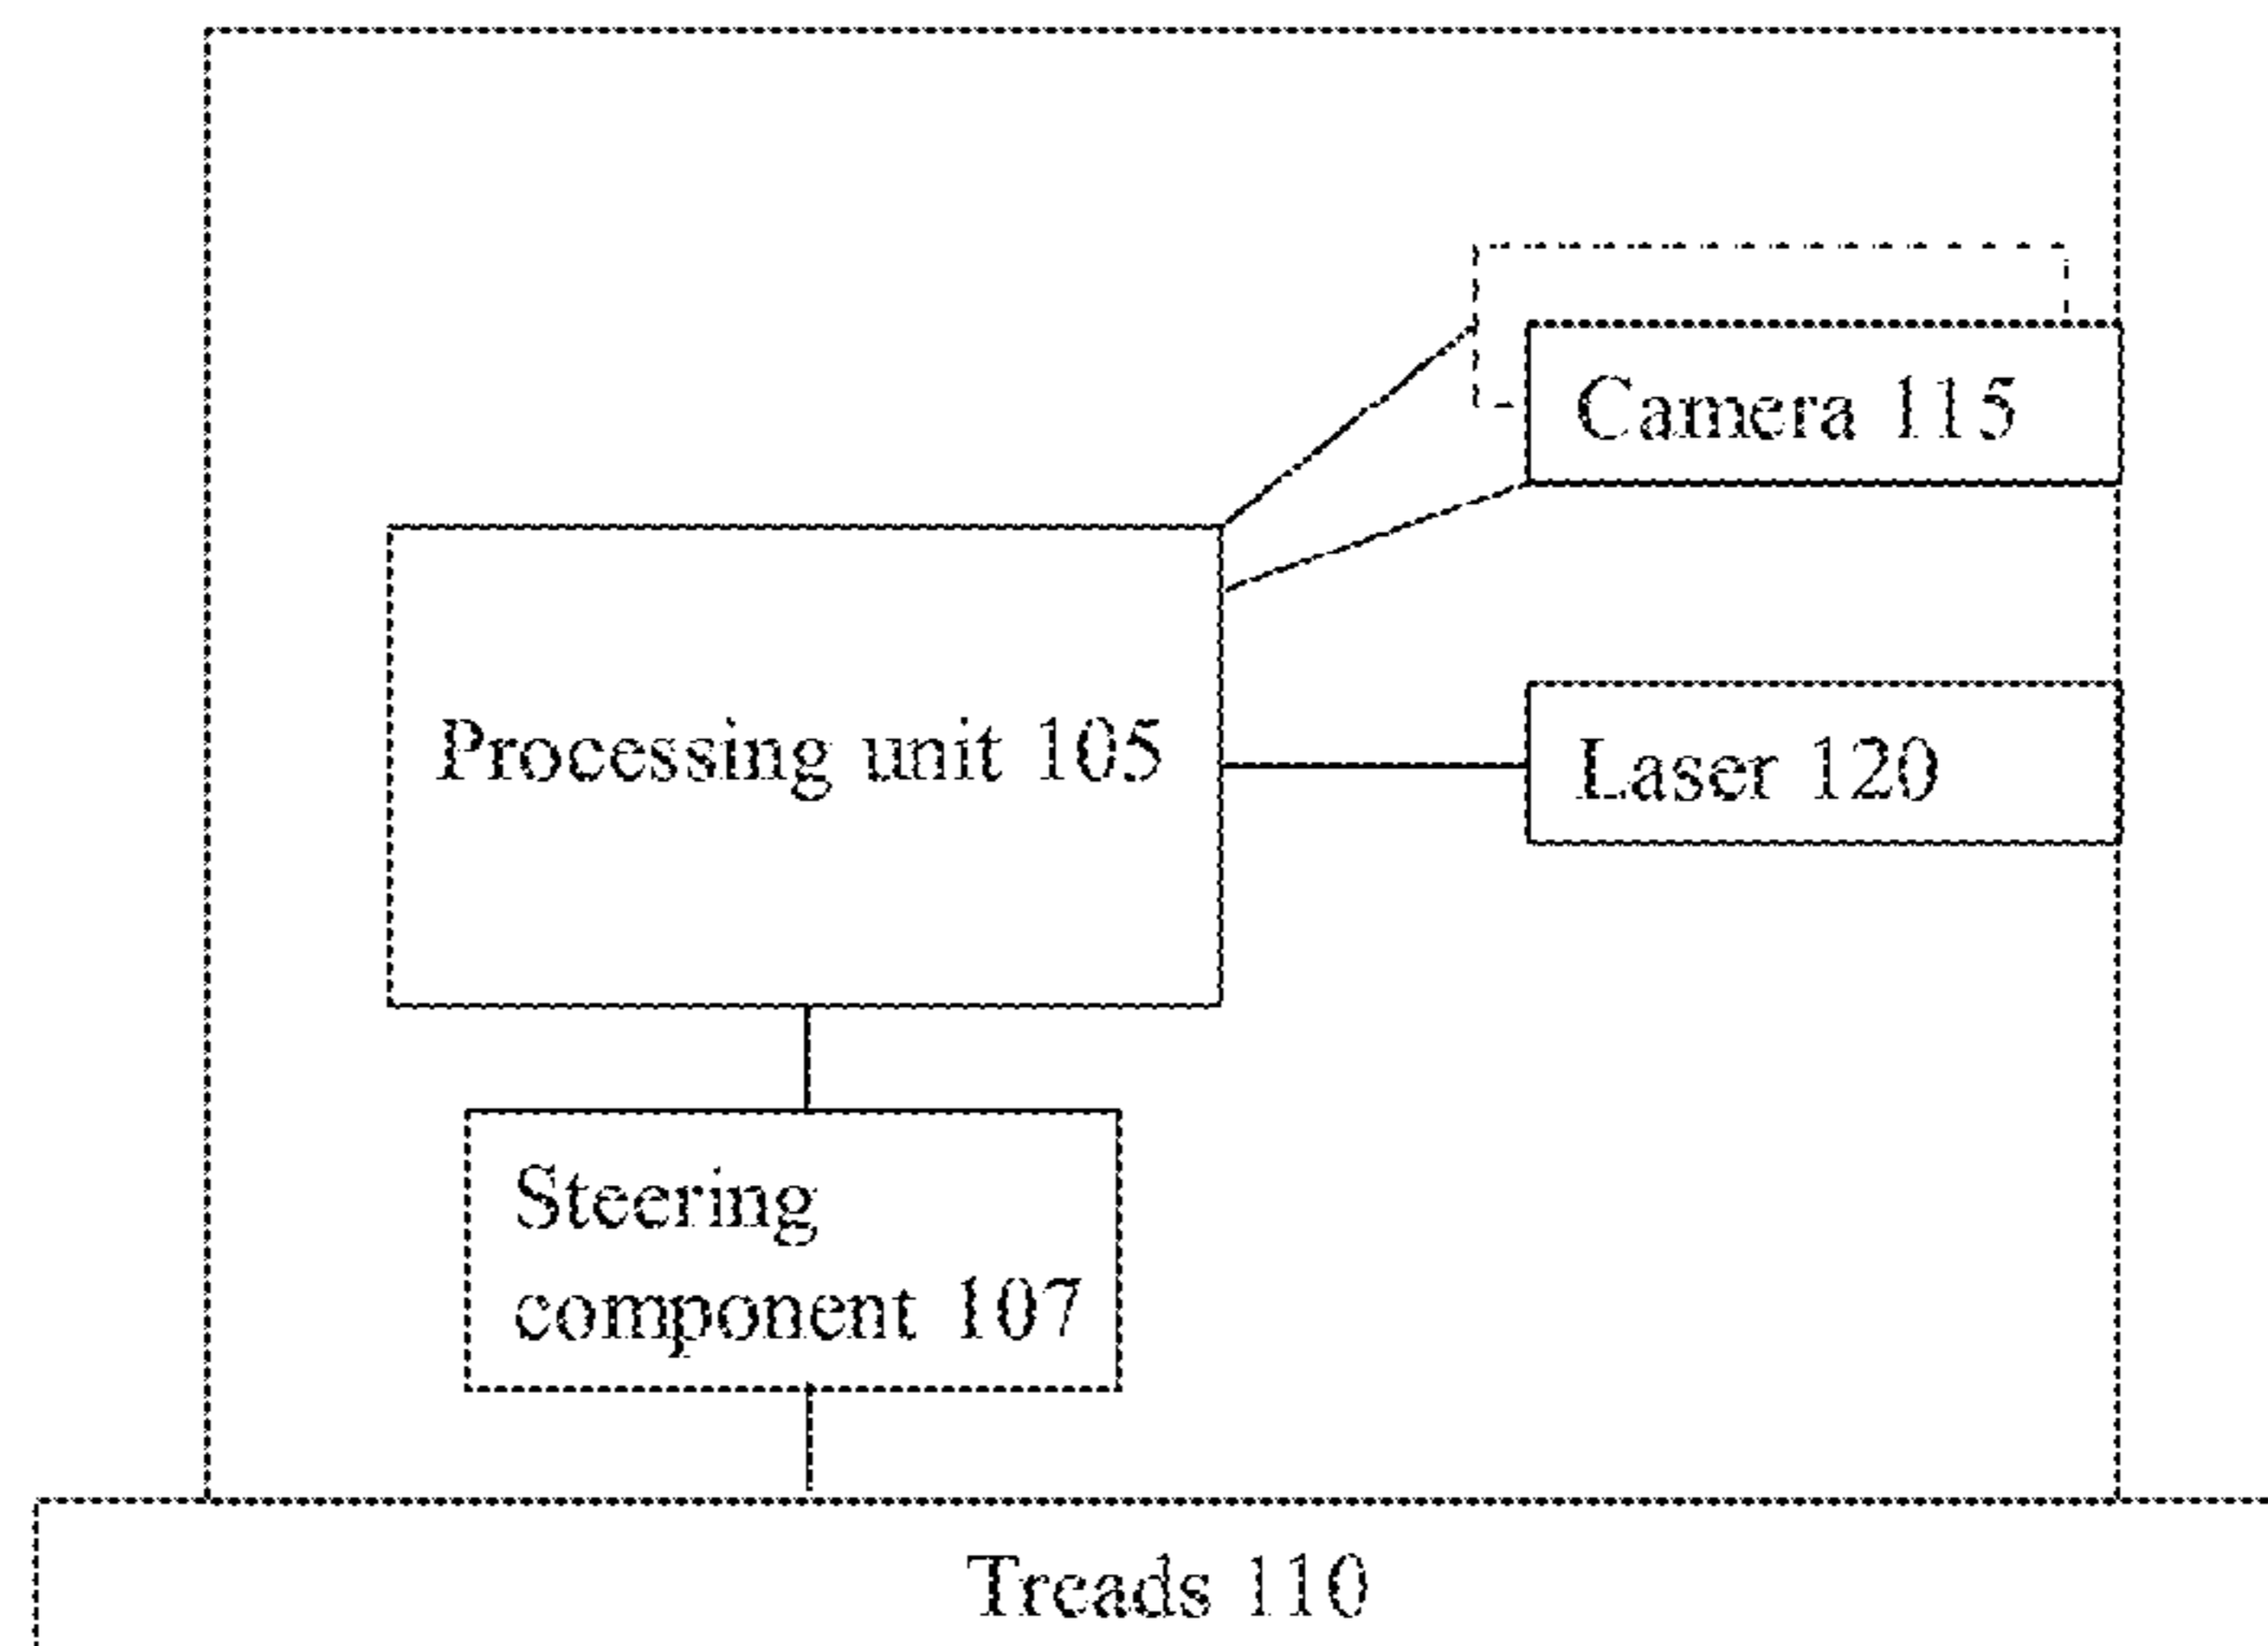 Camera 115
Processing unit 105
Laser 120
Steering
component 107
Treads 110